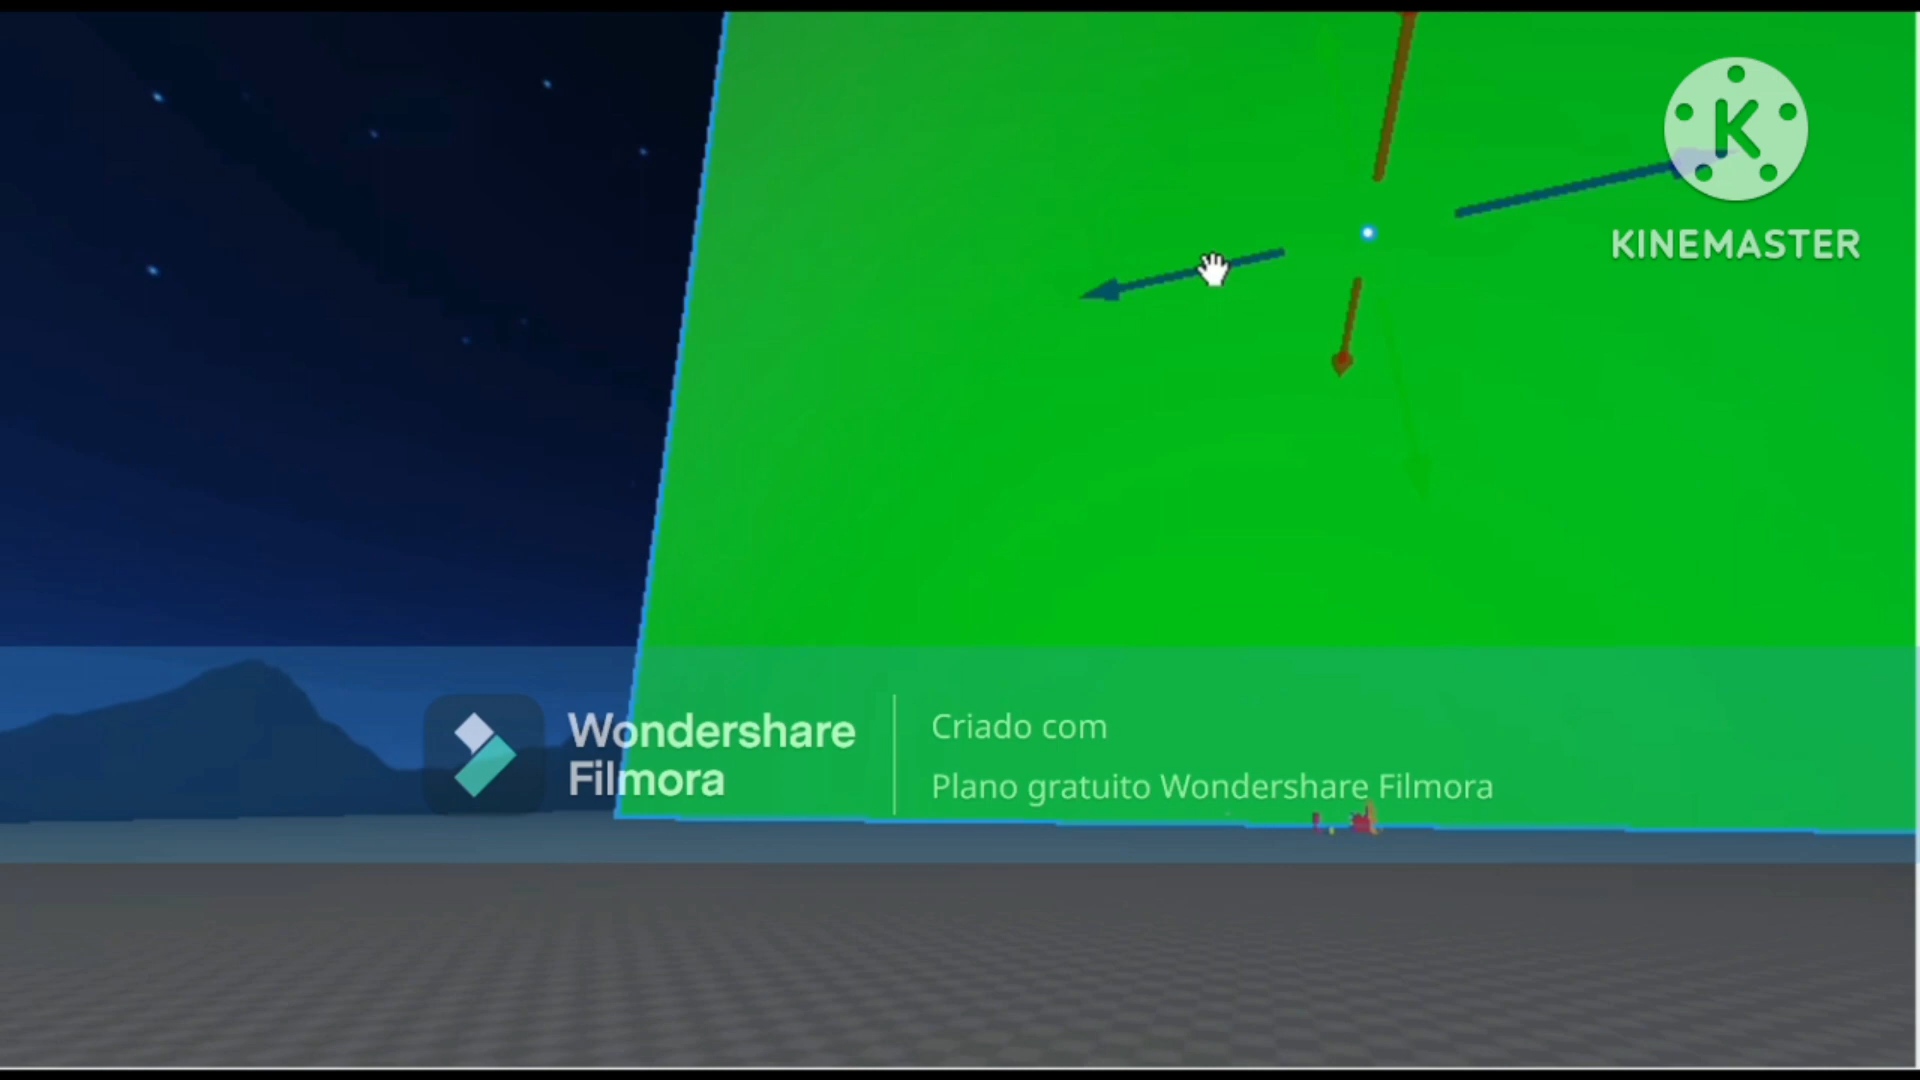 K
KINEMASTER
Wondershare
Filmora
Criado com
Plano gratuito Wondershare Filmora